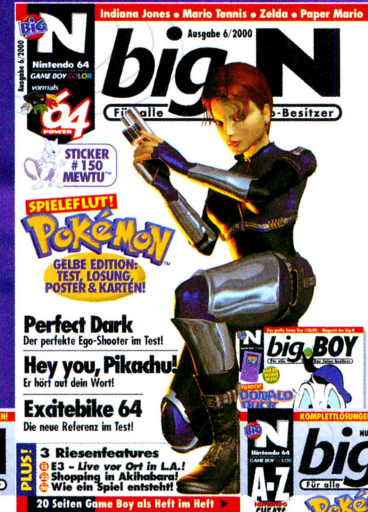 Indiana Jones • Mario Tennis • Zelda • Paper Mario
BiG
Ausgabe 6/2000
N
Nintendo 64
GAME BOY COLOR
vormals
64
POWER
Ausgabe 6/2000
big N
Für alle
o-Besitzer
STICKER
# 150
MEWTU™
SPIELEFLUT!
POKéMON™
GELBE EDITION:
TEST, LÖSUNG,
POSTER & KARTEN!
Perfect Dark
Der perfekte Ego-Shooter im Test!
Hey you, Pikachu!
Er hört auf dein Wort!
Excitebike 64
Die neue Referenz im Test!
PLUS!
3 Riesenfeatures
E3 - Live vor Ort in L.A.!
Shopping in Akihabara!
Wie ein Spiel entsteht!
20 Seiten Game Boy als Heft im Heft
N
big BOY
DONALD
DUCK
KOMPLETTLÖSUNGEN
BiG
N
Nintendo 64
GAME BOY COLOR
A-Z
big
Für alle
Poké